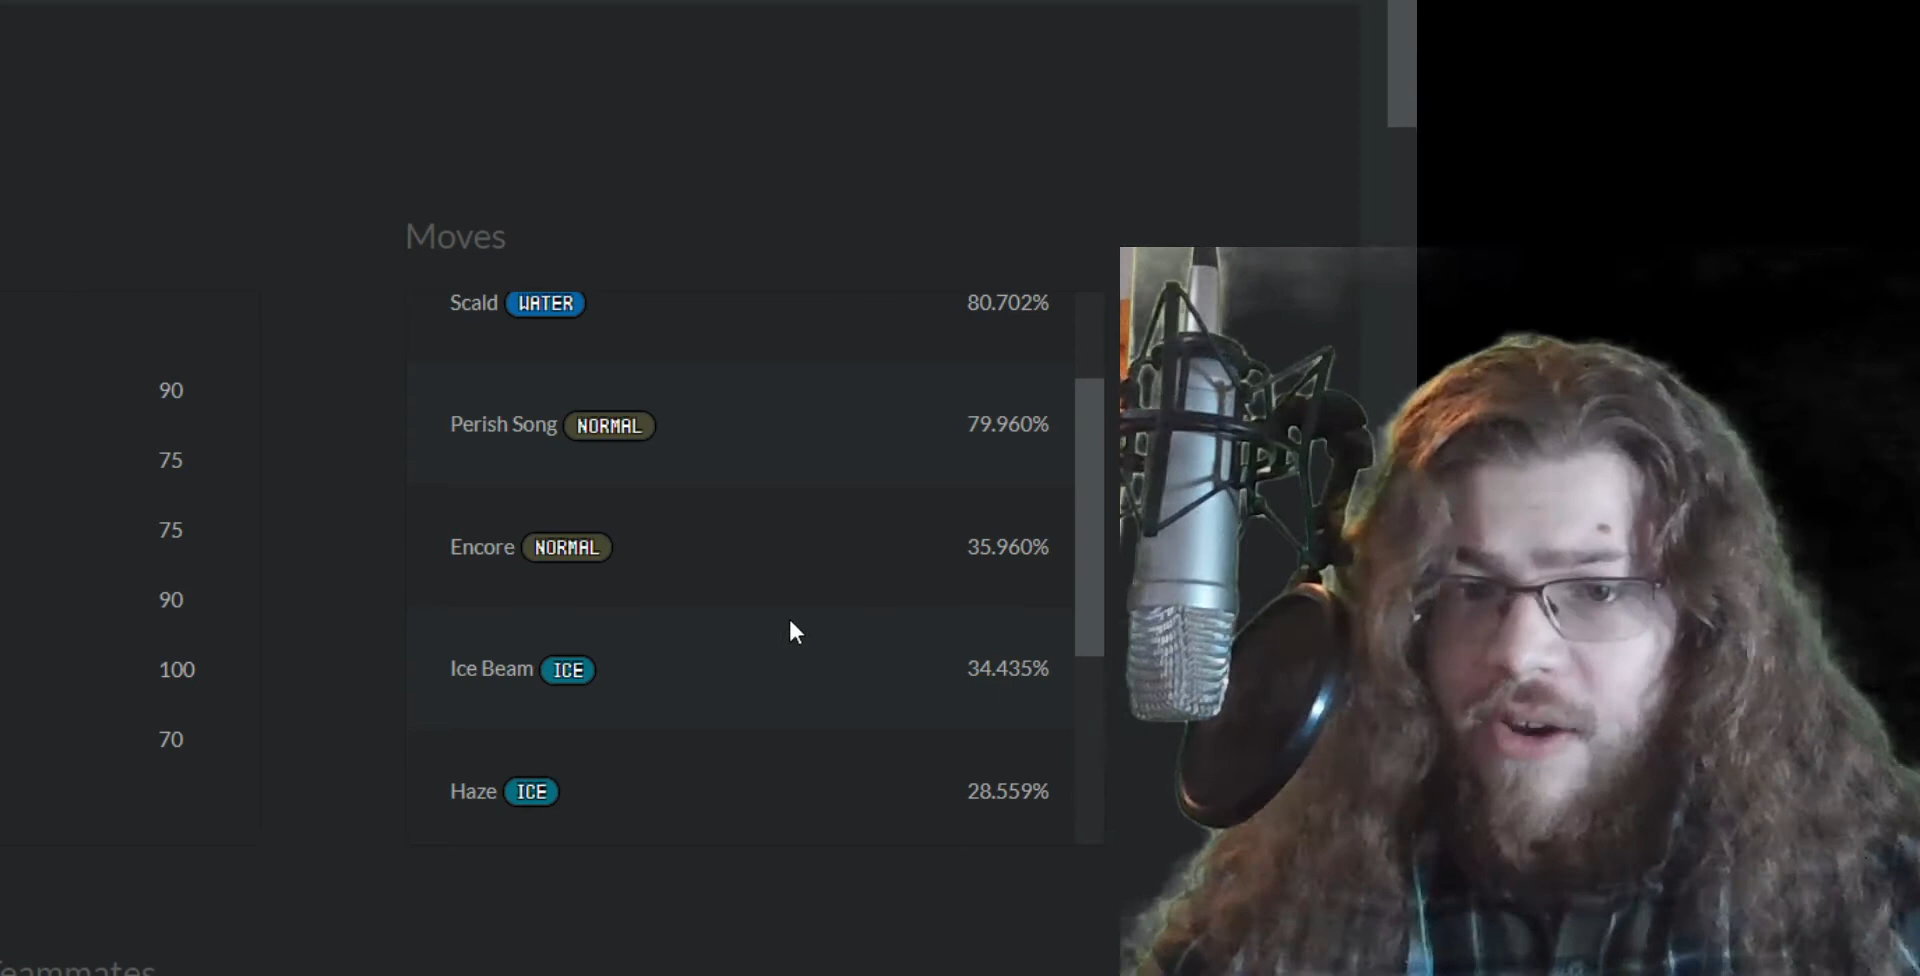 Moves
Scald WATER 80.702%
90
Perish Song NORMAL 79.960%
75
75
Encore NORMAL 35.960%
90
100
Ice Beam ICE 34.435%
70
Haze ICE 28.559%
Teammates